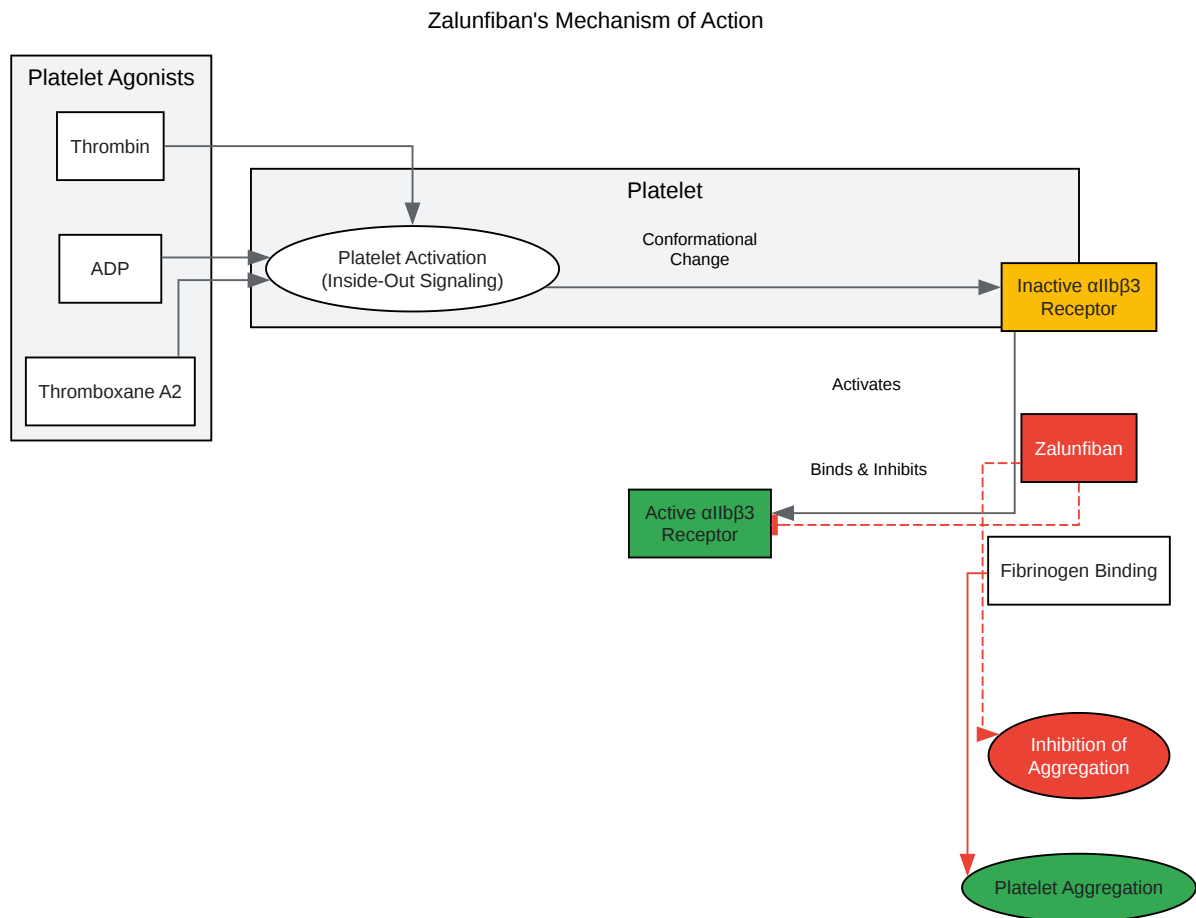 Zalunfiban's Mechanism of Action
Platelet Agonists
Thrombin
ADP
Thromboxane A2
Platelet
Platelet Activation
(Inside-Out Signaling)
Conformational
Change
Inactive αIIbβ3
Receptor
Activates
Zalunfiban
Binds & Inhibits
Active αIIbβ3
Receptor
Fibrinogen Binding
Inhibition of
Aggregation
Platelet Aggregation